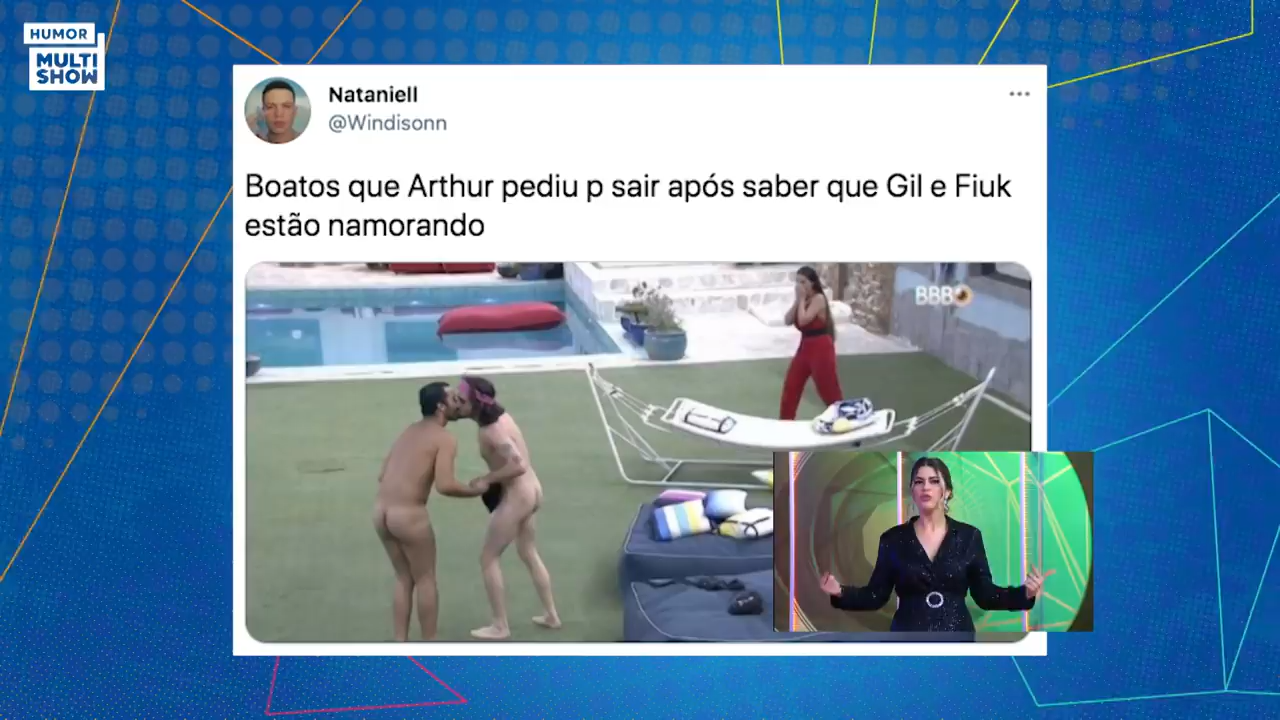 HUMOR
MULTI
SHOW
Nataniell
@Windisonn
Boatos que Arthur pediu p sair após saber que Gil e Fiuk
estão namorando
BBB